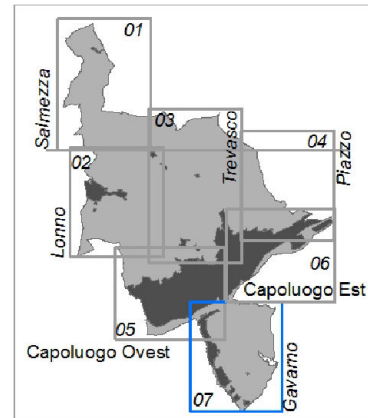 01
Salmezza
03
Trevasco
04
Piazzo
02
Lonno
06
Capoluogo Est
05
Capoluogo Ovest
07
Gavarno